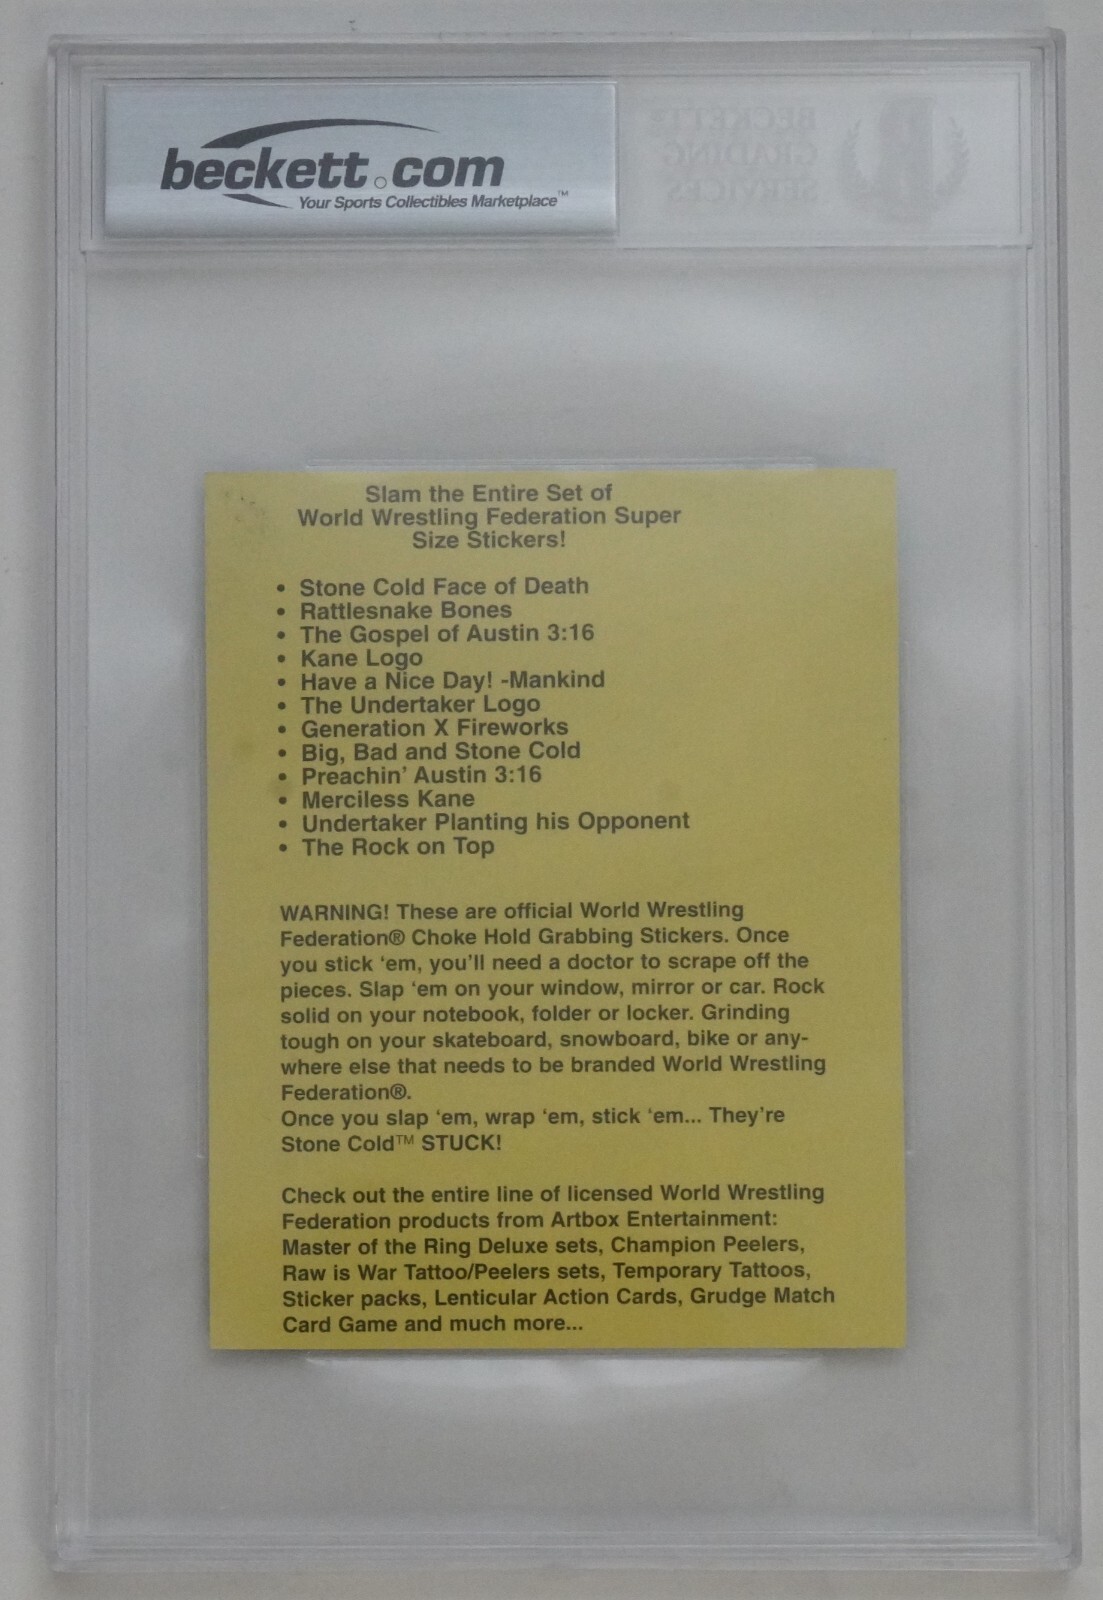 beckett.com
Your Sports Collectibles Marketplace™
BECKETT
GRADING
SERVICES
Slam the Entire Set of
World Wrestling Federation Super
Size Stickers!
• Stone Cold Face of Death
• Rattlesnake Bones
• The Gospel of Austin 3:16
• Kane Logo
• Have a Nice Day! -Mankind
• The Undertaker Logo
• Generation X Fireworks
• Big, Bad and Stone Cold
• Preachin' Austin 3:16
• Merciless Kane
• Undertaker Planting his Opponent
• The Rock on Top
WARNING! These are official World Wrestling
Federation® Choke Hold Grabbing Stickers. Once
you stick ‘em, you’ll need a doctor to scrape off the
pieces. Slap ‘em on your window, mirror or car. Rock
solid on your notebook, folder or locker. Grinding
tough on your skateboard, snowboard, bike or any-
where else that needs to be branded World Wrestling
Federation®.
Once you slap ‘em, wrap ‘em, stick ‘em... They’re
Stone Cold™ STUCK!
Check out the entire line of licensed World Wrestling
Federation products from Artbox Entertainment:
Master of the Ring Deluxe sets, Champion Peelers,
Raw is War Tattoo/Peelers sets, Temporary Tattoos,
Sticker packs, Lenticular Action Cards, Grudge Match
Card Game and much more...